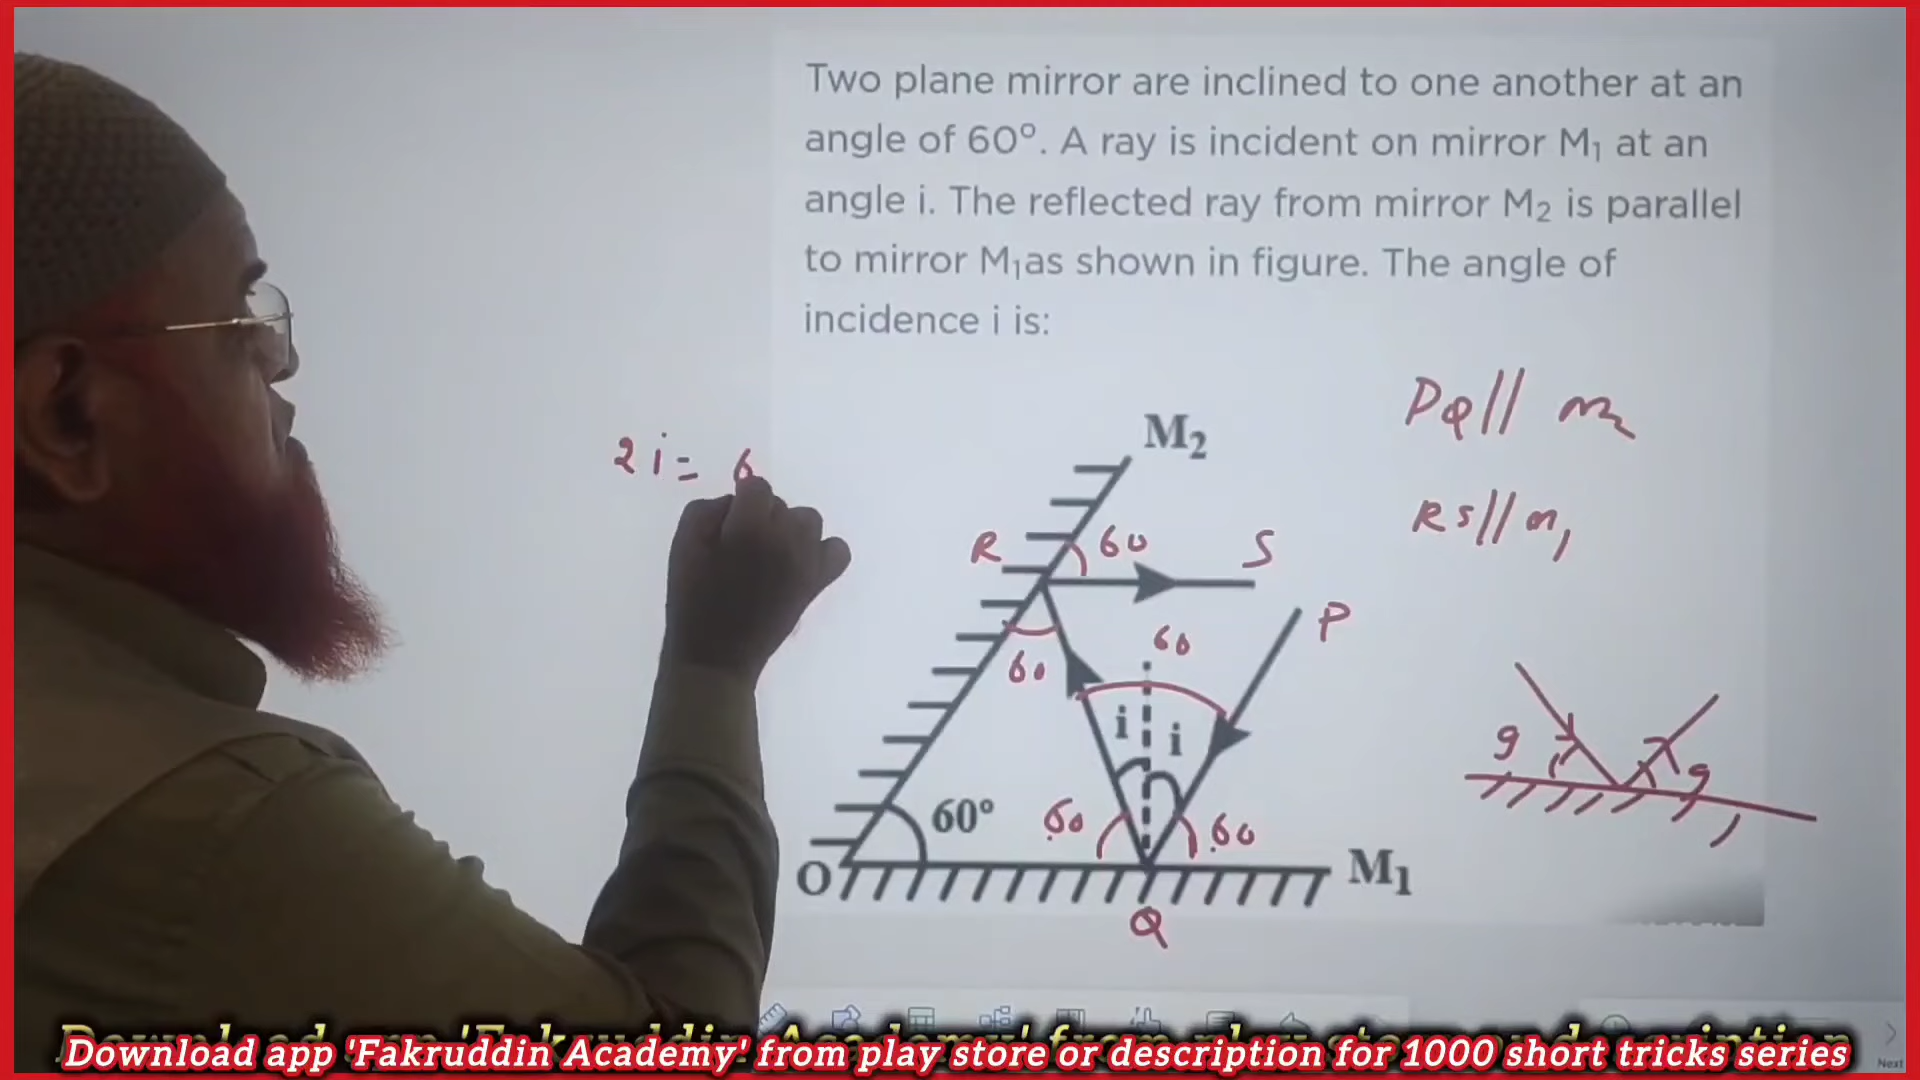 Two plane mirror are inclined to one another at an
angle of 60°. A ray is incident on mirror M₁ at an
angle i. The reflected ray from mirror M₂ is parallel
to mirror M₁as shown in figure. The angle of
incidence i is:
PQ// m₂
RS// m₁
2i = 6
M₂
R
60
S
P
60
60
i
i
g
g
60°
60
60
O
M₁
Q
Next
Download app 'Fakruddin Academy' from play store or description for 1000 short tricks series